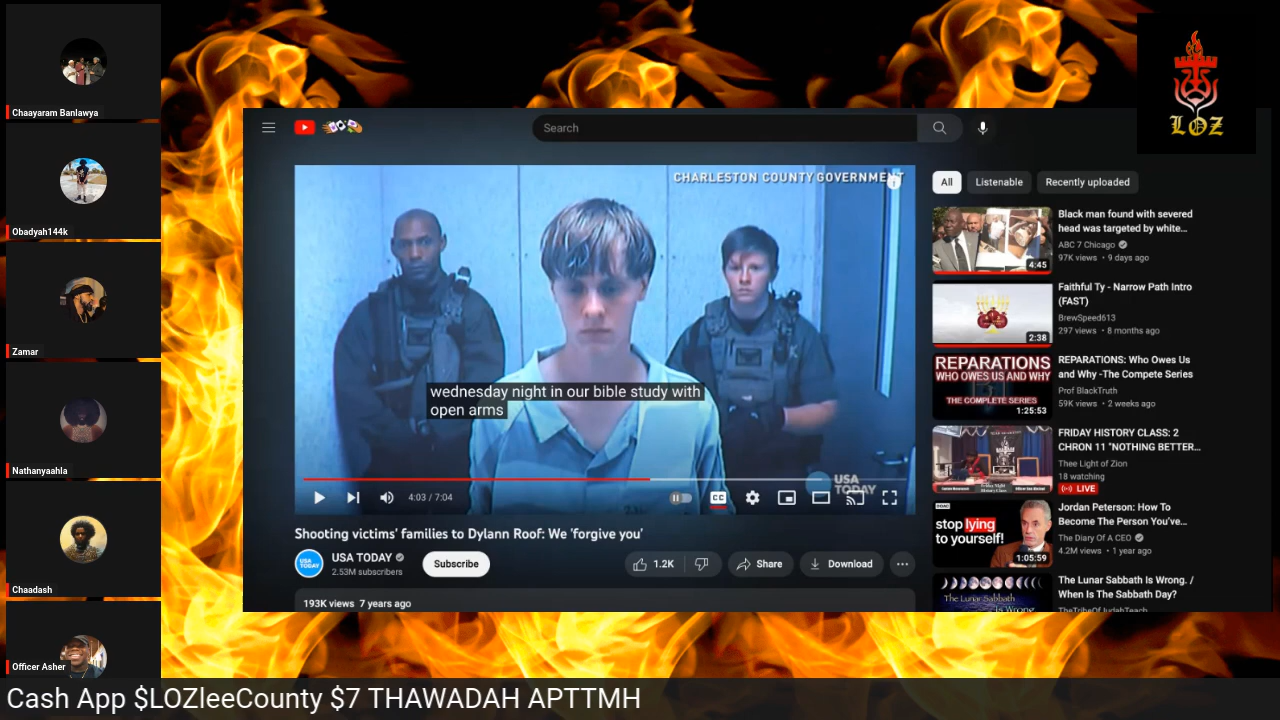 Chaayaram Banlawya
Obadyah144k
Zamar
Nathanyaahla
Chaadash
Officer Asher
LOZ
Search
CHARLESTON COUNTY GOVERNMENT
wednesday night in our bible study with
open arms
USA
TODAY
4:03 / 7:04
CC
Shooting victims' families to Dylann Roof: We 'forgive you'
USA TODAY
USA TODAY
2.53M subscribers
Subscribe
1.2K
Share
Download
193K views 7 years ago
All
Listenable
Recently uploaded
4:45
Black man found with severed
head was targeted by white...
ABC 7 Chicago
97K views • 9 days ago
2:38
Faithful Ty - Narrow Path Intro
(FAST)
BrewSpeed613
297 views • 8 months ago
REPARATIONS
WHO OWES US AND WHY
THE COMPLETE SERIES
1:25:53
REPARATIONS: Who Owes Us
and Why -The Compete Series
Prof BlackTruth
59K views • 2 weeks ago
FRIDAY HISTORY CLASS: 2
CHRON 11 "NOTHING BETTER...
Thee Light of Zion
18 watching
LIVE
stop lying
to yourself!
1:05:59
Jordan Peterson: How To
Become The Person You've...
The Diary Of A CEO
4.2M views • 1 year ago
The Lunar Sabbath
Is Wrong
The Lunar Sabbath Is Wrong. /
When Is The Sabbath Day?
TheTribeOfJudahTeach
Cash App $LOZleeCounty $7 THAWADAH APTTMH